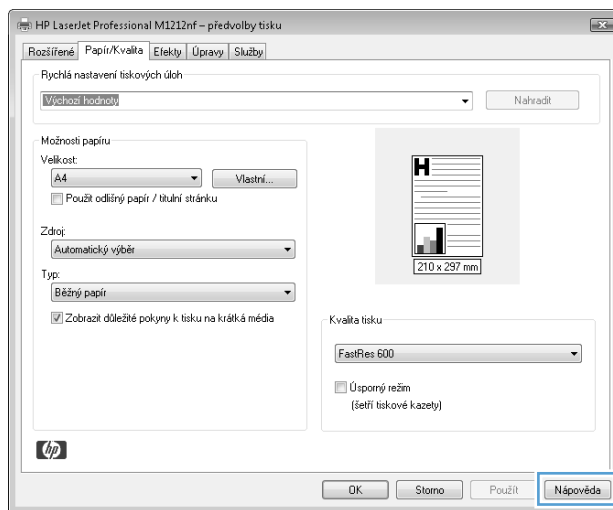 HP LaserJet Professional M1212nf – předvolby tisku
Rozšířené Papír/Kvalita Efekty Úpravy Služby
Rychlá nastavení tiskových úloh
Výchozí hodnoty Nahradit
Možnosti papíru
Velikost:
A4 Vlastní...
Použít odlišný papír / titulní stránku
Zdroj:
Automatický výběr
Typ:
Běžný papír
Zobrazit důležité pokyny k tisku na krátká média
H
210 x 297 mm
Kvalita tisku
FastRes 600
Úsporný režim
(šetří tiskové kazety)
hp
OK Storno Použít Nápověda